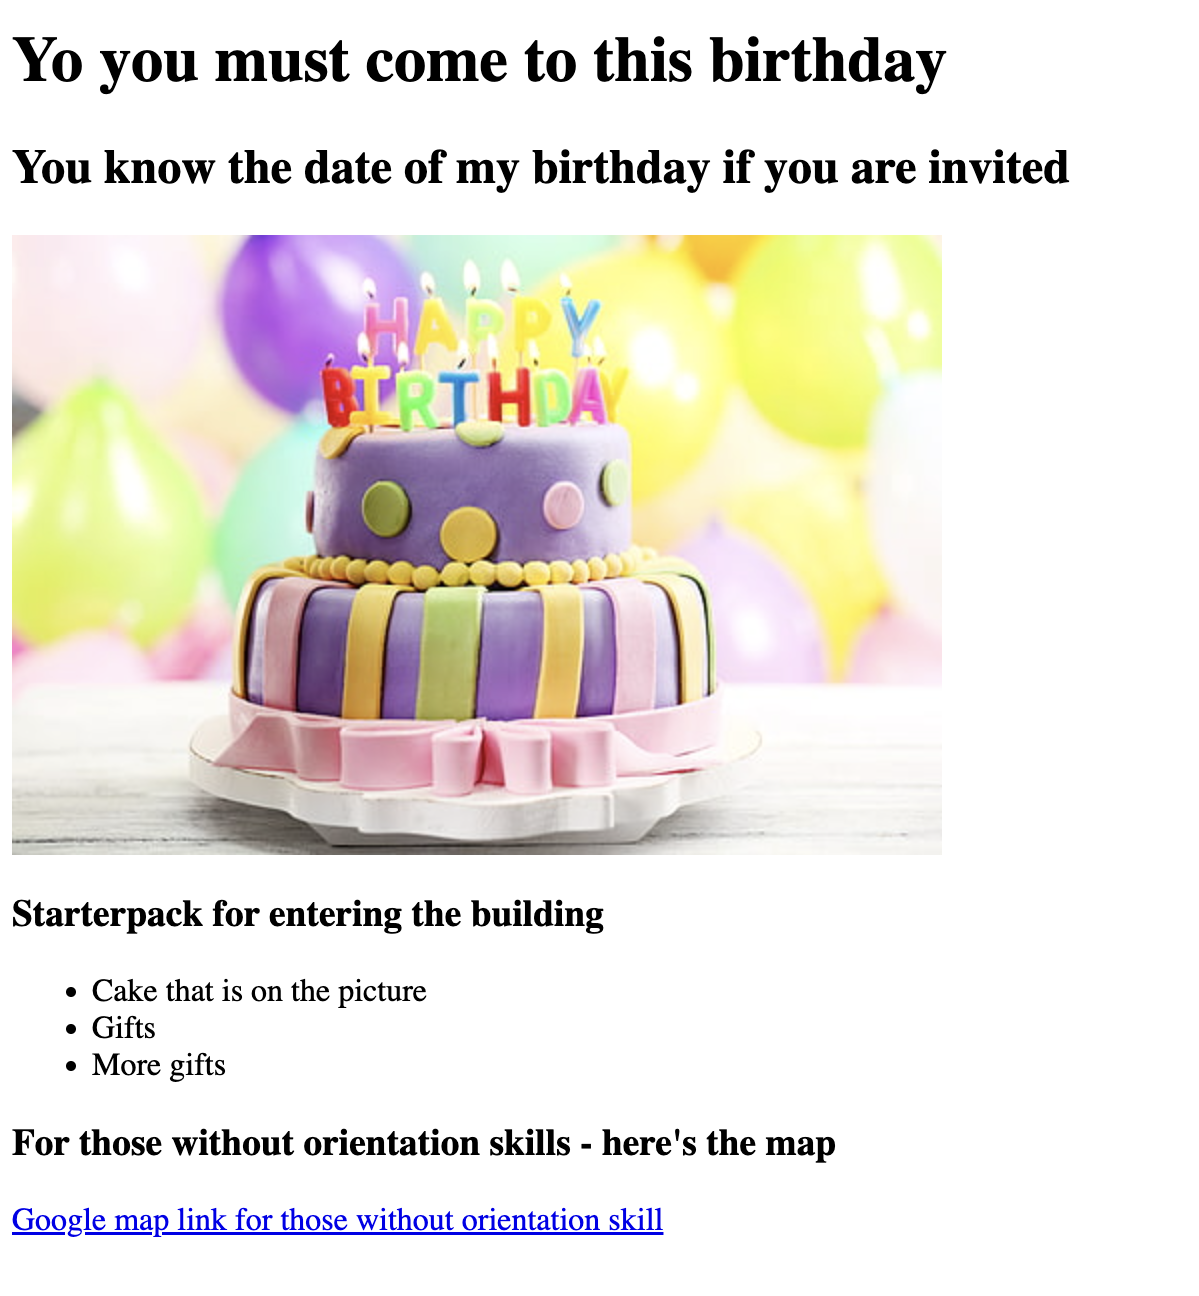 Yo you must come to this birthday
You know the date of my birthday if you are invited
HAPPY
BIRTHDAY
Starterpack for entering the building
Cake that is on the picture
Gifts
More gifts
For those without orientation skills - here's the map
Google map link for those without orientation skill